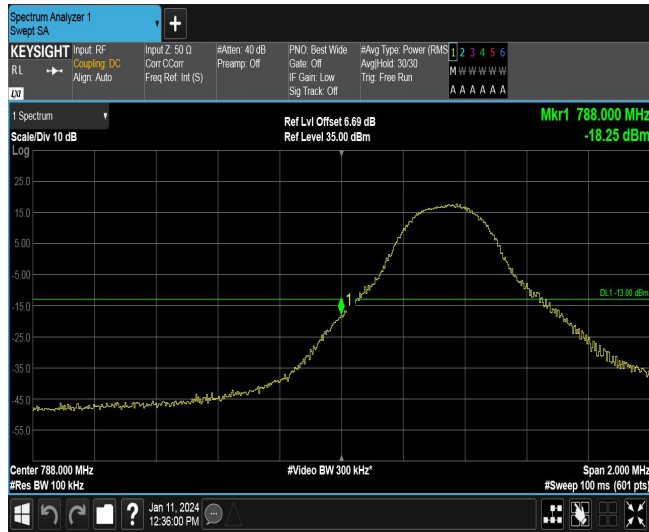 Spectrum Analyzer 1
Swept SA
+
KEYSIGHT
RL
LXI
Input: RF
Coupling: DC
Align: Auto
Input Z: 50 Ω
Corr CCorr
Freq Ref: Int (S)
#Atten: 40 dB
Preamp: Off
PNO: Best Wide
Gate: Off
IF Gain: Low
Sig Track: Off
#Avg Type: Power (RMS
Avg|Hold: 30/30
Trig: Free Run
1 2 3 4 5 6
M W W W W W
A A A A A A
1 Spectrum
Scale/Div 10 dB
Log
Ref Lvl Offset 6.69 dB
Ref Level 35.00 dBm
Mkr1 788.000 MHz
-18.25 dBm
25.0
15.0
5.00
-5.00
-15.0
-25.0
-35.0
-45.0
-55.0
1
DL1 -13.00 dBm
Center 788.000 MHz
#Res BW 100 kHz
#Video BW 300 kHz*
Span 2.000 MHz
#Sweep 100 ms (601 pts)
?
Jan 11, 2024
12:36:00 PM